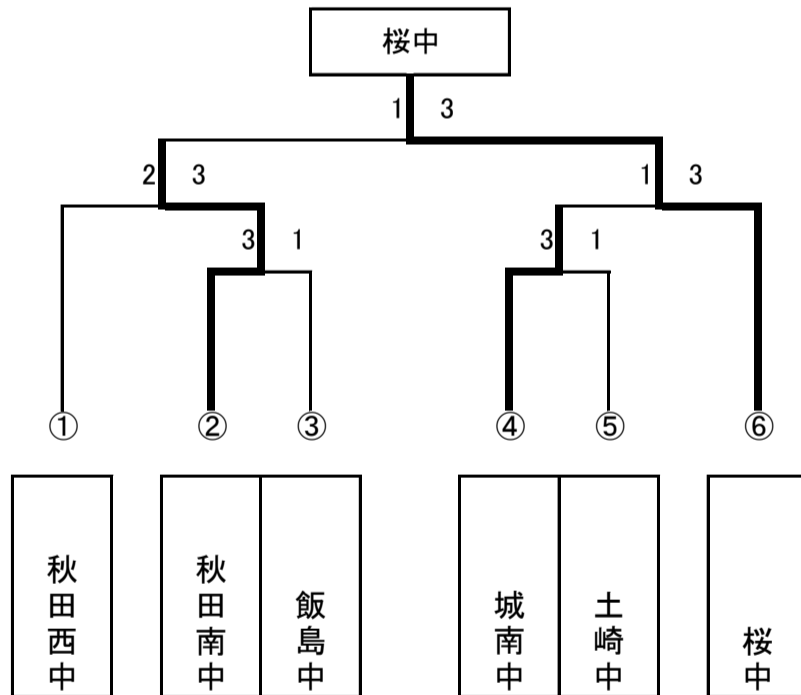 桜中
1 3
2 3 1 3
3 1 3 1
① ② ③ ④ ⑤ ⑥
秋田西中
秋田南中
飯島中
城南中
土崎中
桜中